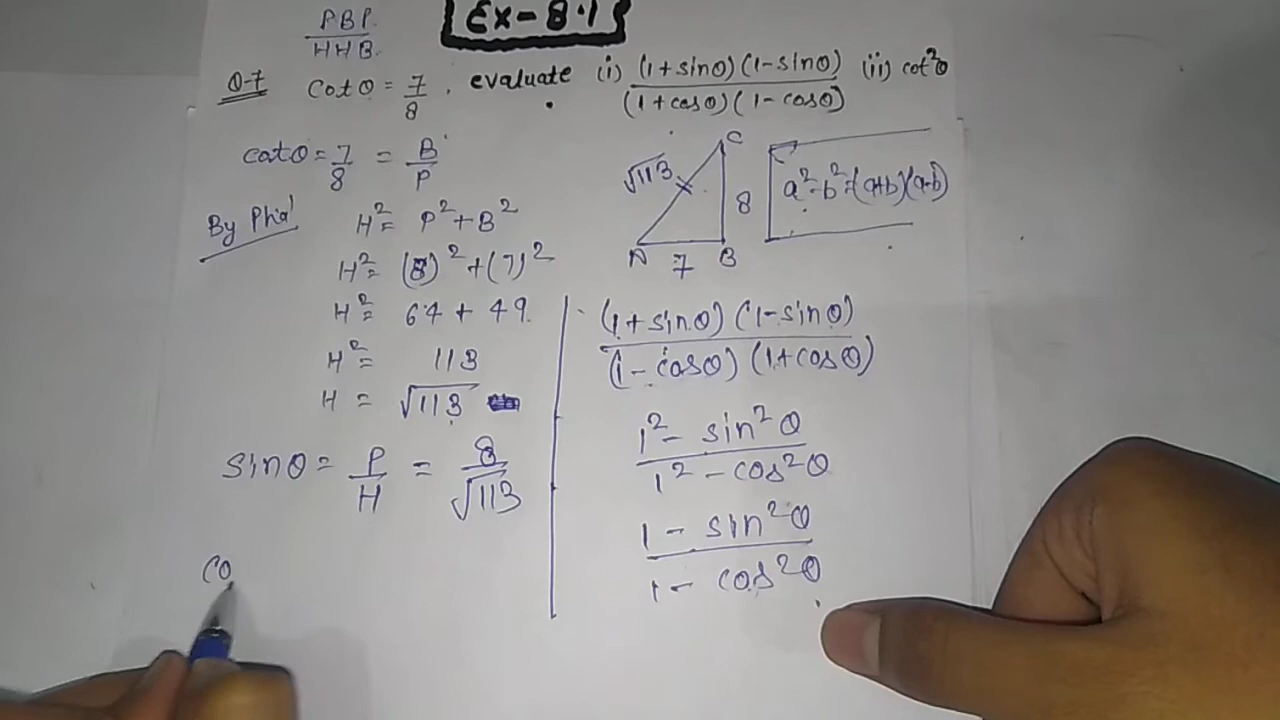 PBP
HHB
Ex-8.1
Q-7 cotθ = 7/8 . evaluate (i) (1+sinθ)(1-sinθ)/(1+cosθ)(1-cosθ) (ii) cot²θ
cotθ = 7/8 = B/P
By
H² = P² + B²
H² = (8)² + (7)²
H² = 64 + 49
H² = 113
H = √113
sinθ = P/H = 8/√113
co
C
√113
8
A 7 B
a²-b²=(a+b)(a-b)
(1+sinθ)(1-sinθ)
(1-cosθ)(1+cosθ)
1² - sin²θ
1² - cos²θ
1 - sin²θ
1 - cos²θ